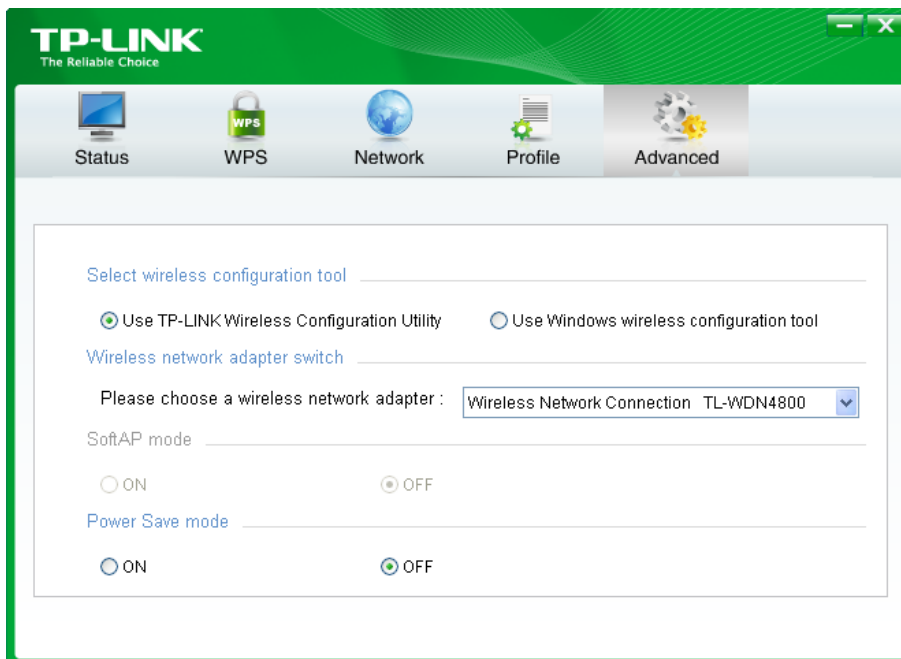 TP-LINK
The Reliable Choice
WPS
Status WPS Network Profile Advanced
Select wireless configuration tool
Use TP-LINK Wireless Configuration Utility Use Windows wireless configuration tool
Wireless network adapter switch
Please choose a wireless network adapter : Wireless Network Connection TL-WDN4800
SoftAP mode
ON OFF
Power Save mode
ON OFF